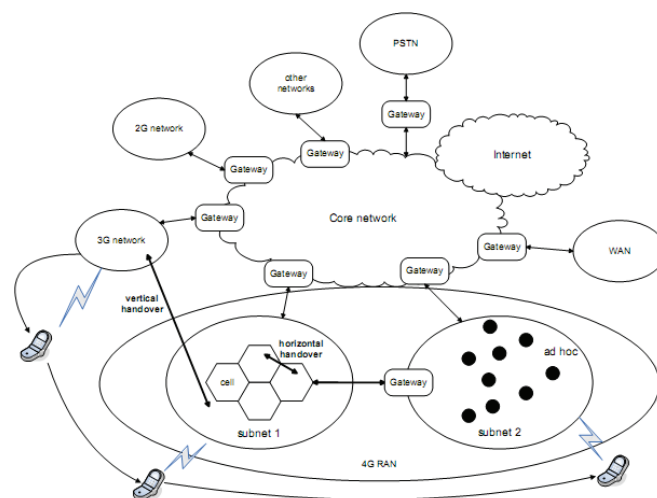 PSTN
other
networks
Gateway
2G network
Gateway
Internet
Gateway
Gateway
Core network
3G network
Gateway
WAN
Gateway
Gateway
vertical
handover
horizontal
handover
ad hoc
cell
Gateway
subnet 1
subnet 2
4G RAN